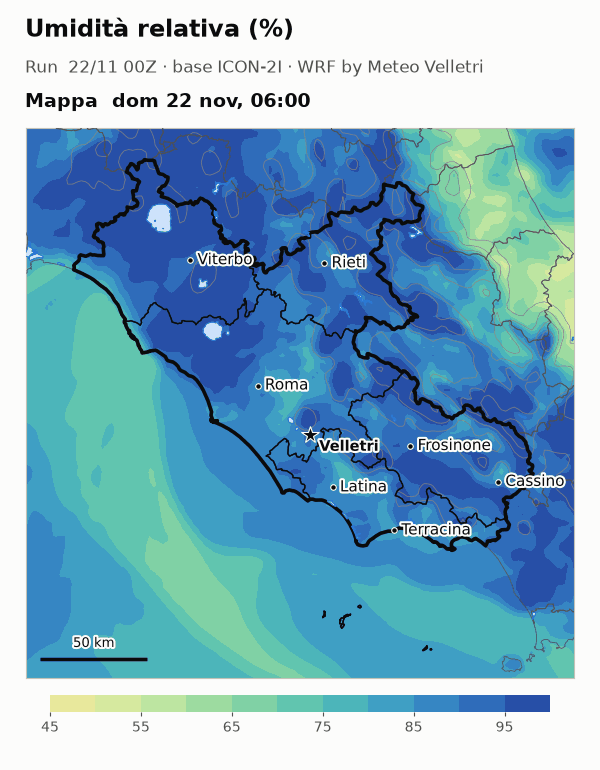 Umidità relativa (%)
Run  22/11 00Z · base ICON-2I · WRF by Meteo Velletri
Mappa  dom 22 nov, 06:00
Viterbo
Rieti
Roma
Velletri
Frosinone
Cassino
Latina
Terracina
50 km
45 55 65 75 85 95